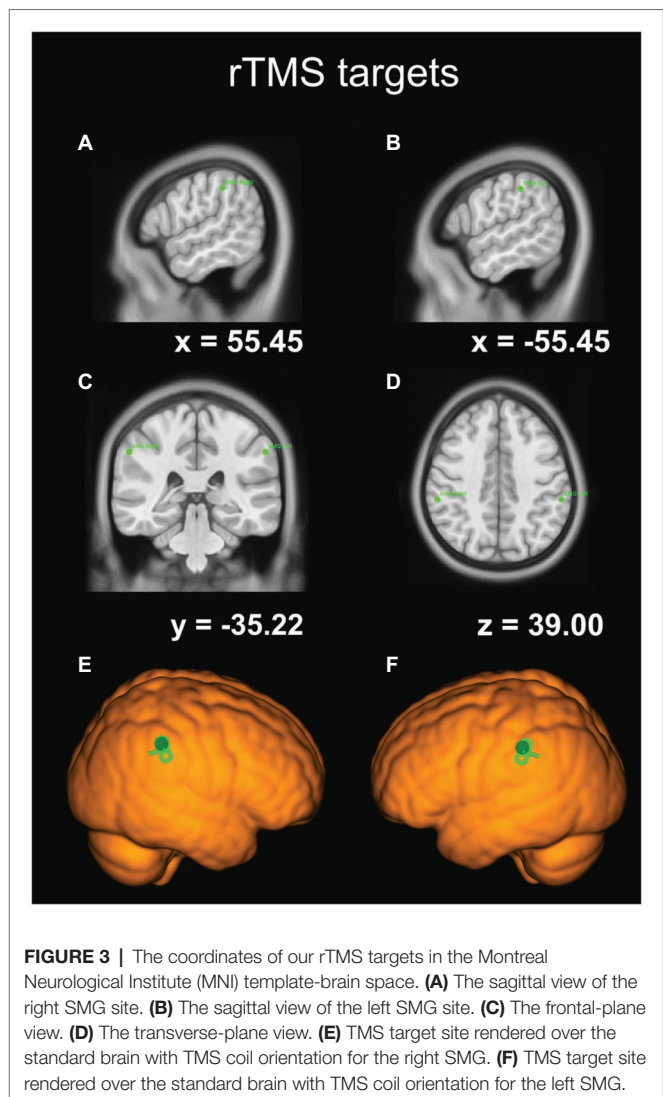 rTMS targets
A
B
x = 55.45
x = -55.45
C
D
y = -35.22
z = 39.00
E
F
FIGURE 3 | The coordinates of our rTMS targets in the Montreal
Neurological Institute (MNI) template-brain space. (A) The sagittal view of the
right SMG site. (B) The sagittal view of the left SMG site. (C) The frontal-plane
view. (D) The transverse-plane view. (E) TMS target site rendered over the
standard brain with TMS coil orientation for the right SMG. (F) TMS target site
rendered over the standard brain with TMS coil orientation for the left SMG.